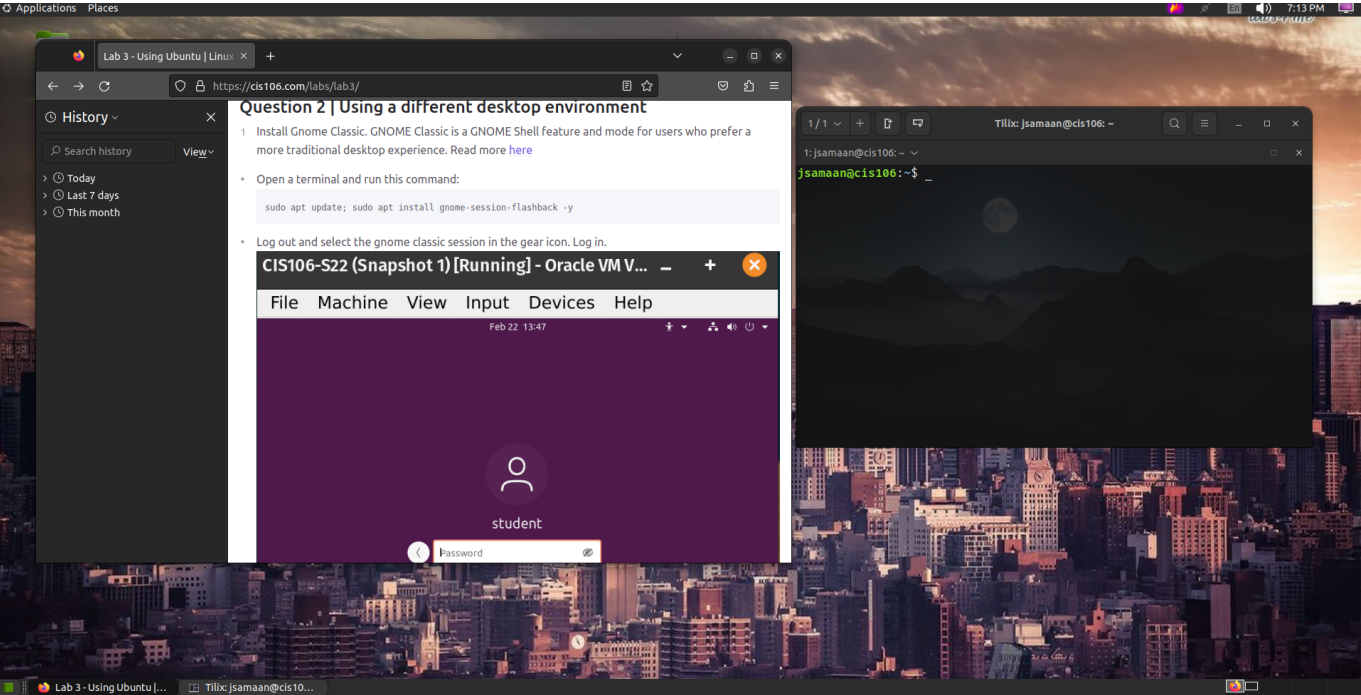 Applications Places
En 7:13 PM
Lab 3 - Using Ubuntu | Linux
https://cis106.com/labs/lab3/
History
Search history View
Today
Last 7 days
This month
Question 2 | Using a different desktop environment
1 Install Gnome Classic. GNOME Classic is a GNOME Shell feature and mode for users who prefer a
more traditional desktop experience. Read more here
• Open a terminal and run this command:
sudo apt update; sudo apt install gnome-session-flashback -y
• Log out and select the gnome classic session in the gear icon. Log in.
CIS106-S22 (Snapshot 1) [Running] - Oracle VM V...
File Machine View Input Devices Help
Feb 22 13:47
student
Password
1 / 1 Tilix: jsamaan@cis106: ~
1: jsamaan@cis106: ~
jsamaan@cis106:~$ _
Lab 3 - Using Ubuntu |... Tilix: jsamaan@cis10...